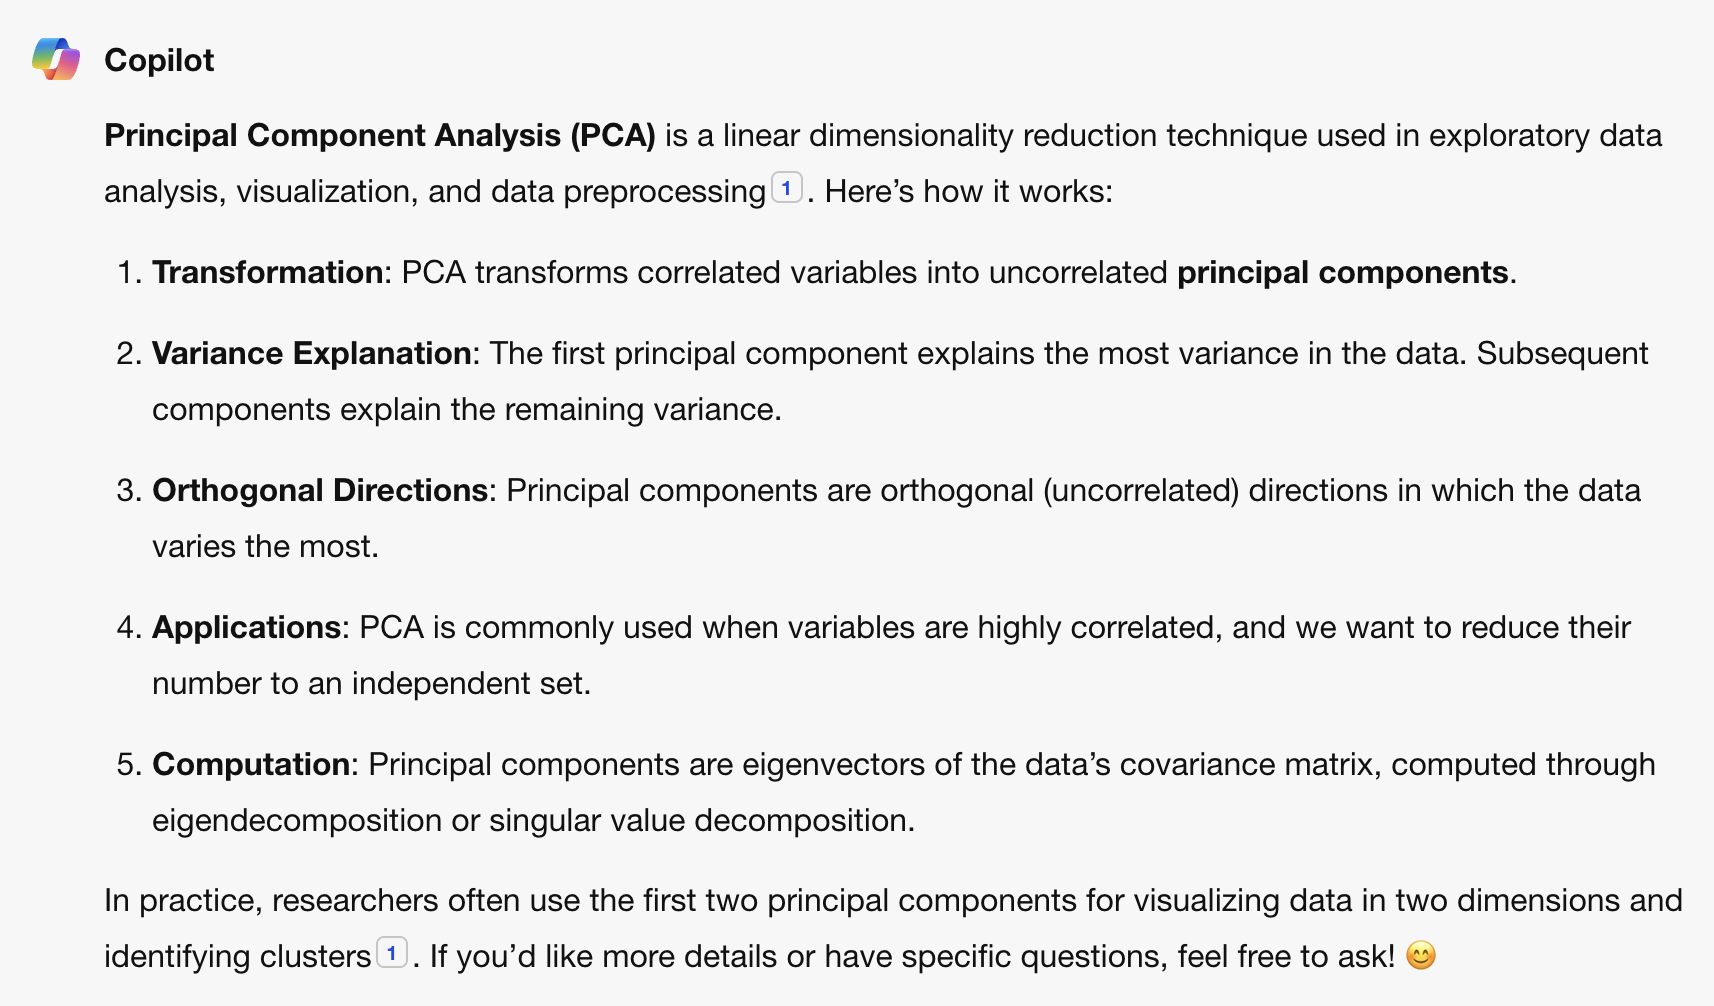 Copilot
Principal Component Analysis (PCA) is a linear dimensionality reduction technique used in exploratory data
analysis, visualization, and data preprocessing 1 . Here’s how it works:
1. Transformation: PCA transforms correlated variables into uncorrelated principal components.
2. Variance Explanation: The first principal component explains the most variance in the data. Subsequent
components explain the remaining variance.
3. Orthogonal Directions: Principal components are orthogonal (uncorrelated) directions in which the data
varies the most.
4. Applications: PCA is commonly used when variables are highly correlated, and we want to reduce their
number to an independent set.
5. Computation: Principal components are eigenvectors of the data’s covariance matrix, computed through
eigendecomposition or singular value decomposition.
In practice, researchers often use the first two principal components for visualizing data in two dimensions and
identifying clusters 1 . If you’d like more details or have specific questions, feel free to ask! 😊